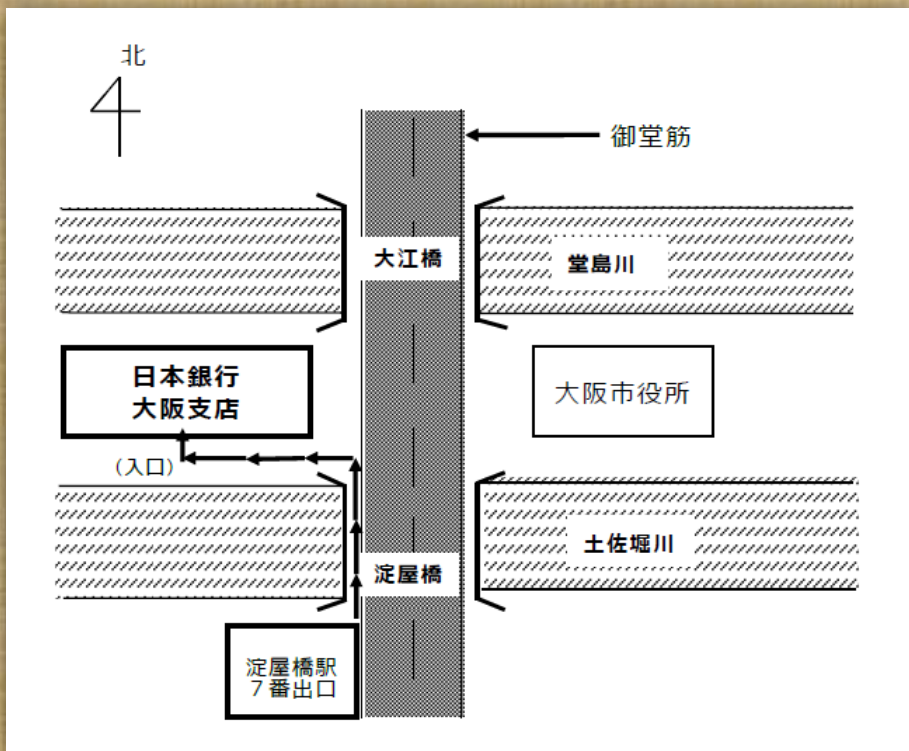 北
御堂筋
大江橋
堂島川
日本銀行
大阪支店
大阪市役所
(入口)
土佐堀川
淀屋橋
淀屋橋駅
7番出口